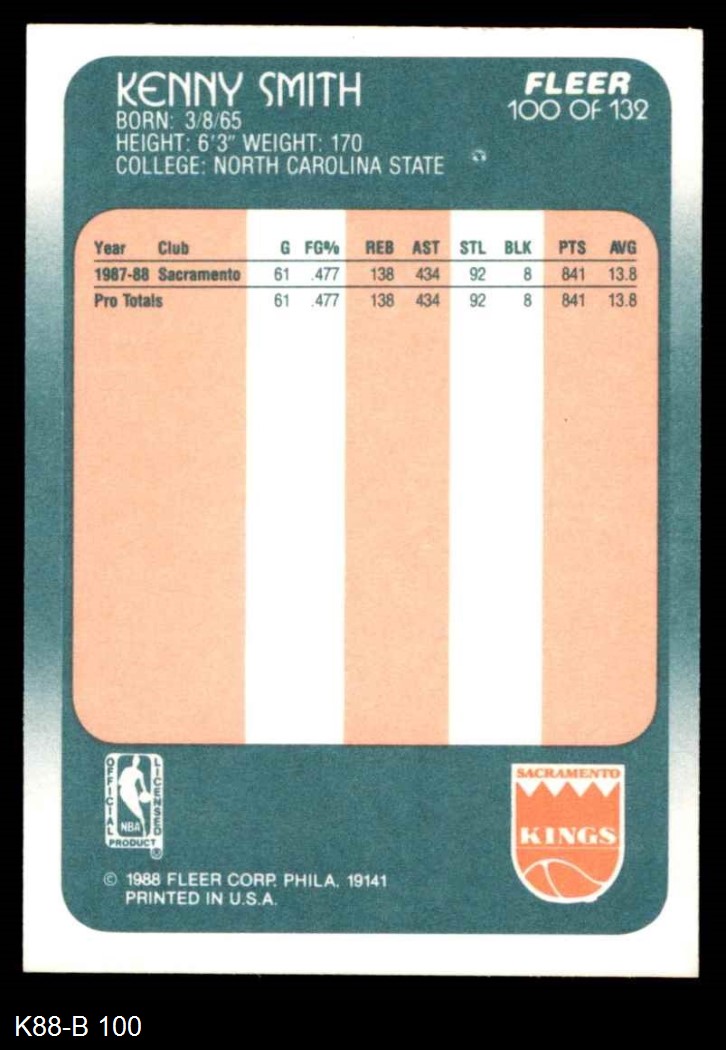 KENNY SMITH
BORN: 3/8/65
HEIGHT: 6'3" WEIGHT: 170
COLLEGE: NORTH CAROLINA STATE
FLEER
100 OF 132
Year Club G FG% REB AST STL BLK PTS AVG
1987-88 Sacramento 61 .477 138 434 92 8 841 13.8
Pro Totals 61 .477 138 434 92 8 841 13.8
OFFICIAL
LICENSED
NBA
PRODUCT
®
SACRAMENTO
KINGS
© 1988 FLEER CORP. PHILA. 19141
PRINTED IN U.S.A.
K88-B 100